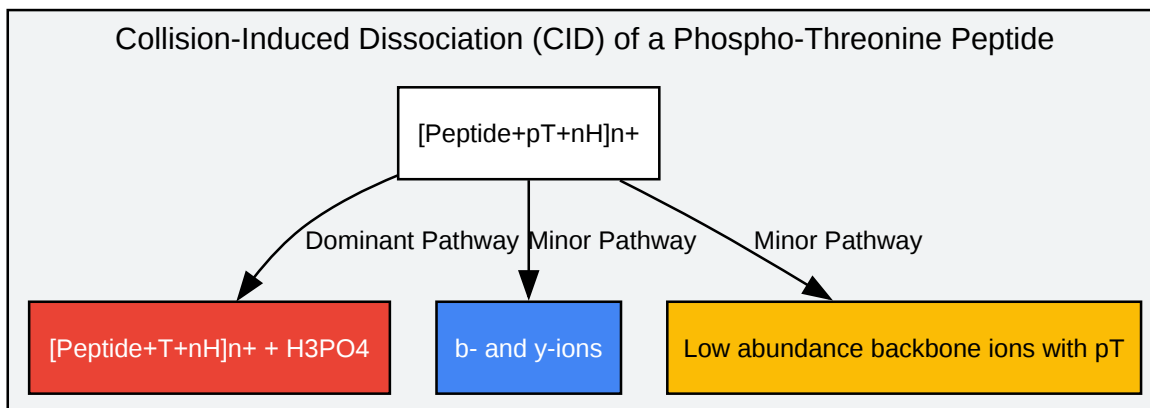 Collision-Induced Dissociation (CID) of a Phospho-Threonine Peptide
[Peptide+pT+nH]n+
Dominant Pathway
Minor Pathway
Minor Pathway
[Peptide+T+nH]n+ + H3PO4
b- and y-ions
Low abundance backbone ions with pT